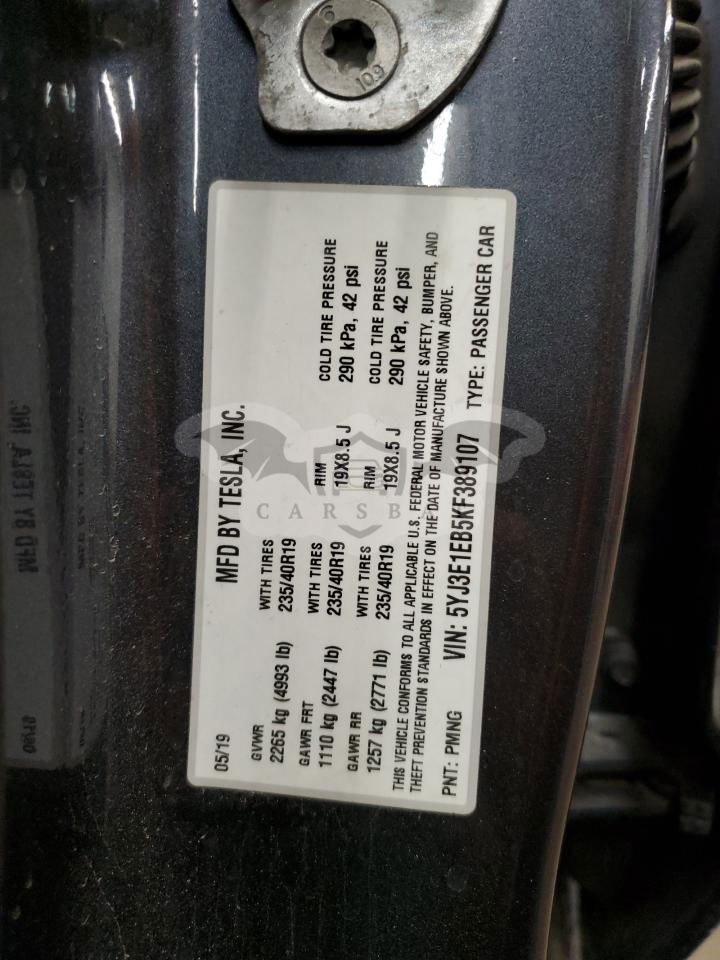 05/19 MFD BY TESLA, INC.
GVWR WITH TIRES
2265 kg (4993 lb) 235/40R19
GAWR FRT WITH TIRES RIM COLD TIRE PRESSURE
1110 kg (2447 lb) 235/40R19 19X8.5 J 290 kPa, 42 psi
GAWR RR WITH TIRES RIM COLD TIRE PRESSURE
1257 kg (2771 lb) 235/40R19 19X8.5 J 290 kPa, 42 psi
THIS VEHICLE CONFORMS TO ALL APPLICABLE U.S. FEDERAL MOTOR VEHICLE SAFETY, BUMPER, AND
THEFT PREVENTION STANDARDS IN EFFECT ON THE DATE OF MANUFACTURE SHOWN ABOVE.
PNT: PMNG VIN: 5YJ3E1EB5KF389107 TYPE: PASSENGER CAR
10.9